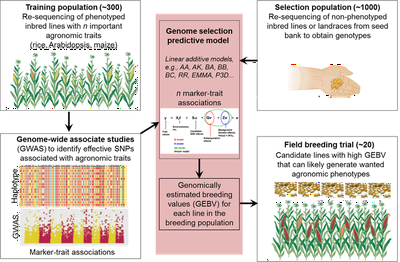 Training population (~300)
Re-sequencing of phenotyped
inbred lines with n important
agronomic traits
(rice, Arabidopsis, maize)
Genome-wide associate studies
(GWAS) to identify effective SNPs
associated with agronomic traits
Haplotype
GWAS
Marker-trait associations
Genome selection
predictive model
Linear additive models,
e.g., AA, AK, BA, BB,
BC, RR, EMMA, P3D...
n marker-trait
associations
Genomically
estimated breeding
values (GEBV) for
each line in the
breeding population
Selection population (~1000)
Re-sequencing of non-phenotyped
inbred lines or landraces from seed
bank to obtain genotypes
Field breeding trial (~20)
Candidate lines with high GEBV
that can likely generate wanted
agronomic phenotypes